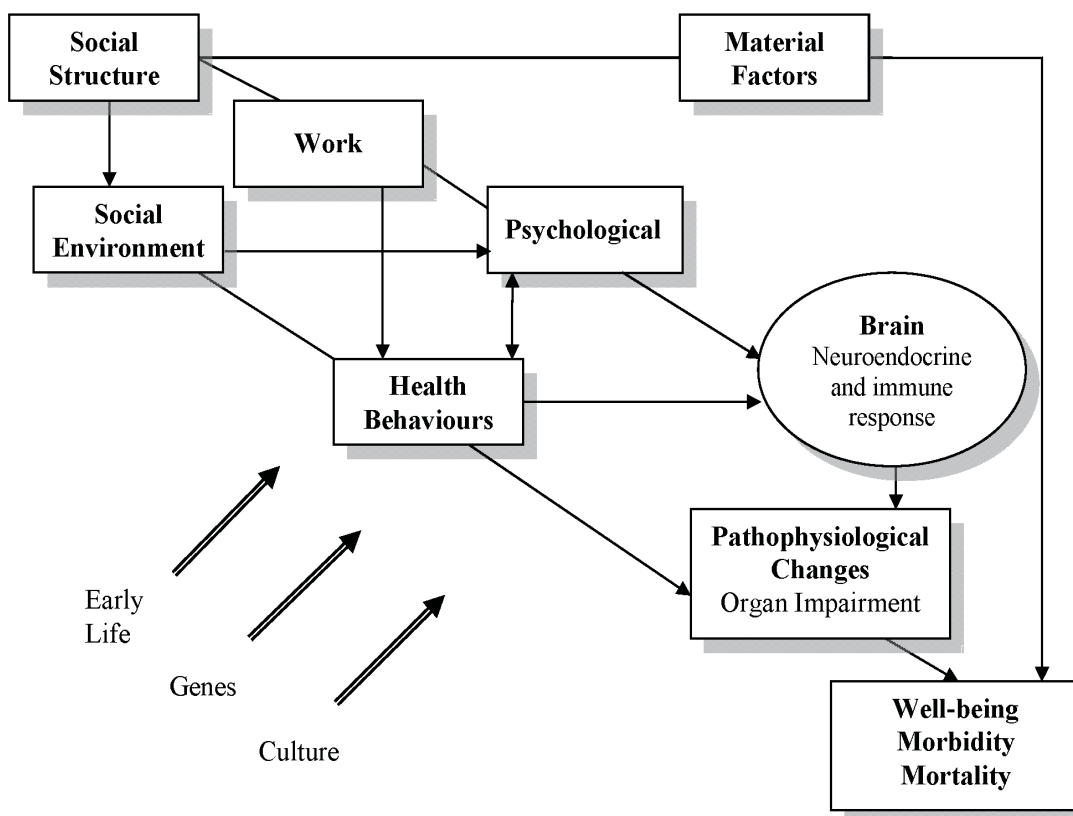 Social
Structure
Material
Factors
Work
Social
Environment
Psychological
Brain
Neuroendocrine
and immune
response
Health
Behaviours
Pathophysiological
Changes
Organ Impairment
Early
Life
Genes
Culture
Well-being
Morbidity
Mortality